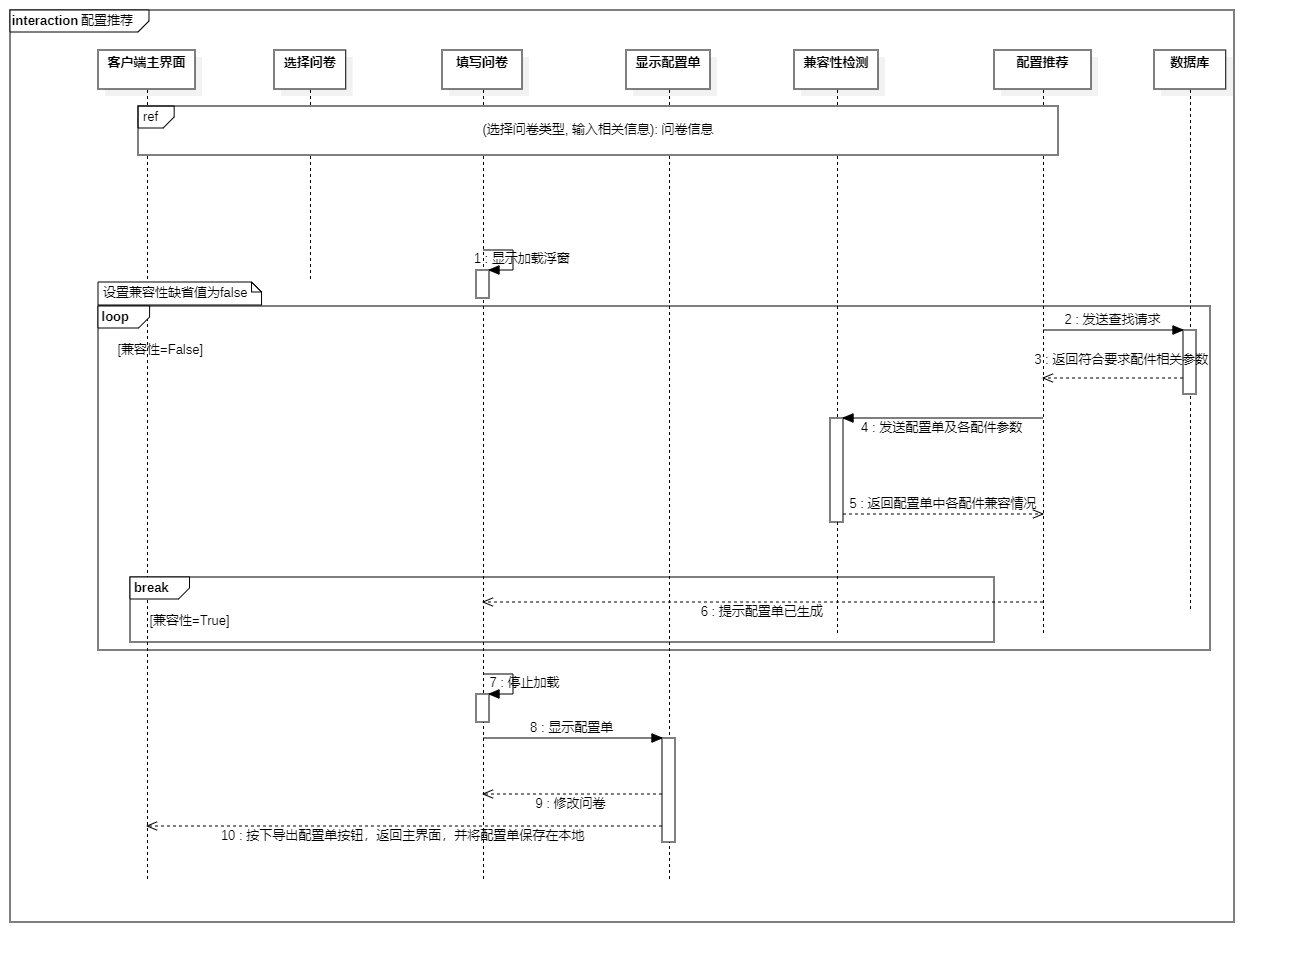 interaction 配置推荐
客户端主界面
选择问卷
填写问卷
显示配置单
兼容性检测
配置推荐
数据库
ref
(选择问卷类型, 输入相关信息): 问卷信息
1 : 显示加载浮窗
设置兼容性缺省值为false
loop
[兼容性=False]
2 : 发送查找请求
3 : 返回符合要求配件相关参数
4 : 发送配置单及各配件参数
5 : 返回配置单中各配件兼容情况
break
[兼容性=True]
6 : 提示配置单已生成
7 : 停止加载
8 : 显示配置单
9 : 修改问卷
10 : 按下导出配置单按钮，返回主界面，并将配置单保存在本地